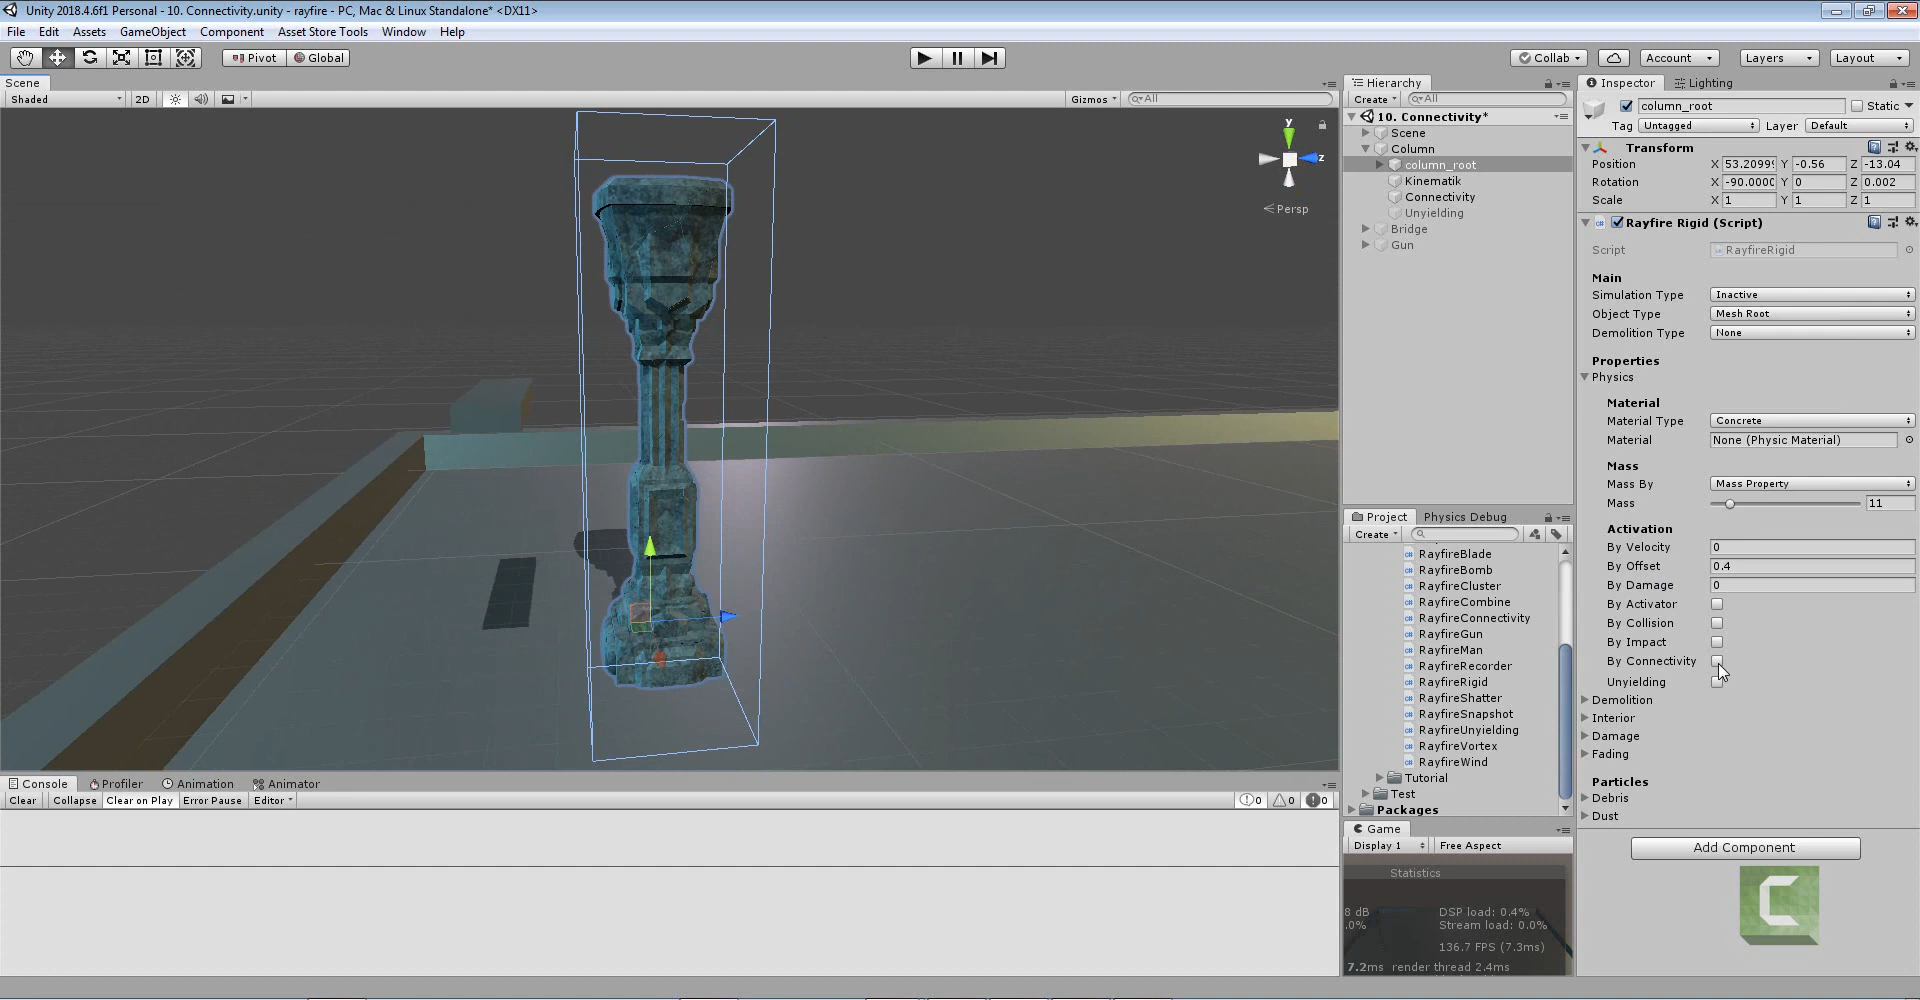 Unity 2018.4.6f1 Personal - 10. Connectivity.unity - rayfire - PC, Mac & Linux Standalone* <DX11>
File Edit Assets GameObject Component Asset Store Tools Window Help
Pivot Global Collab Account Layers Layout
Scene
Shaded 2D Gizmos All
y
z
Persp
Hierarchy
Create All
10. Connectivity*
Scene
Column
column_root
Kinematik
Connectivity
Unyielding
Bridge
Gun
Project Physics Debug
Create
RayfireBlade
RayfireBomb
RayfireCluster
RayfireCombine
RayfireConnectivity
RayfireGun
RayfireMan
RayfireRecorder
RayfireRigid
RayfireShatter
RayfireSnapshot
RayfireUnyielding
RayfireVortex
RayfireWind
Tutorial
Test
Packages
Game
Display 1 Free Aspect
Statistics
8 dB DSP load: 0.4%
.0% Stream load: 0.0%
136.7 FPS (7.3ms)
7.2ms render thread 2.4ms
Inspector Lighting
column_root Static
Tag Untagged Layer Default
Transform
Position X 53.2099 Y -0.56 Z -13.04
Rotation X -90.000 Y 0 Z 0.002
Scale X 1 Y 1 Z 1
Rayfire Rigid (Script)
Script RayfireRigid
Main
Simulation Type Inactive
Object Type Mesh Root
Demolition Type None
Properties
Physics
Material
Material Type Concrete
Material None (Physic Material)
Mass
Mass By Mass Property
Mass 11
Activation
By Velocity 0
By Offset 0.4
By Damage 0
By Activator
By Collision
By Impact
By Connectivity
Unyielding
Demolition
Interior
Damage
Fading
Particles
Debris
Dust
Add Component
C
Console Profiler Animation Animator
Clear Collapse Clear on Play Error Pause Editor 0 0 0